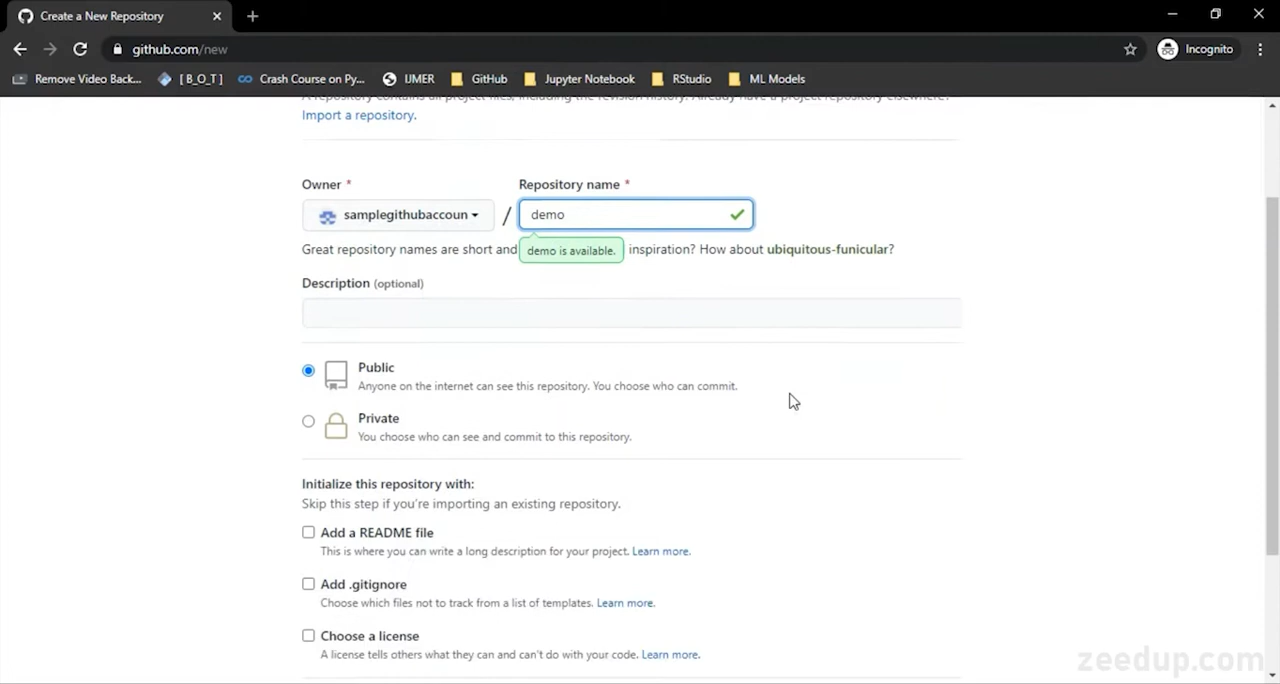 Create a New Repository
github.com/new
Incognito
Remove Video Back... [ B_O_T ] Crash Course on Py... IJMER GitHub Jupyter Notebook RStudio ML Models
A repository contains all project files, including the revision history. Already have a project repository elsewhere?
Import a repository.
Owner * Repository name *
samplegithubaccoun / demo
Great repository names are short and demo is available. inspiration? How about ubiquitous-funicular?
Description (optional)
Public
Anyone on the internet can see this repository. You choose who can commit.
Private
You choose who can see and commit to this repository.
Initialize this repository with:
Skip this step if you're importing an existing repository.
Add a README file
This is where you can write a long description for your project. Learn more.
Add .gitignore
Choose which files not to track from a list of templates. Learn more.
Choose a license
A license tells others what they can and can't do with your code. Learn more.
zeedup.com